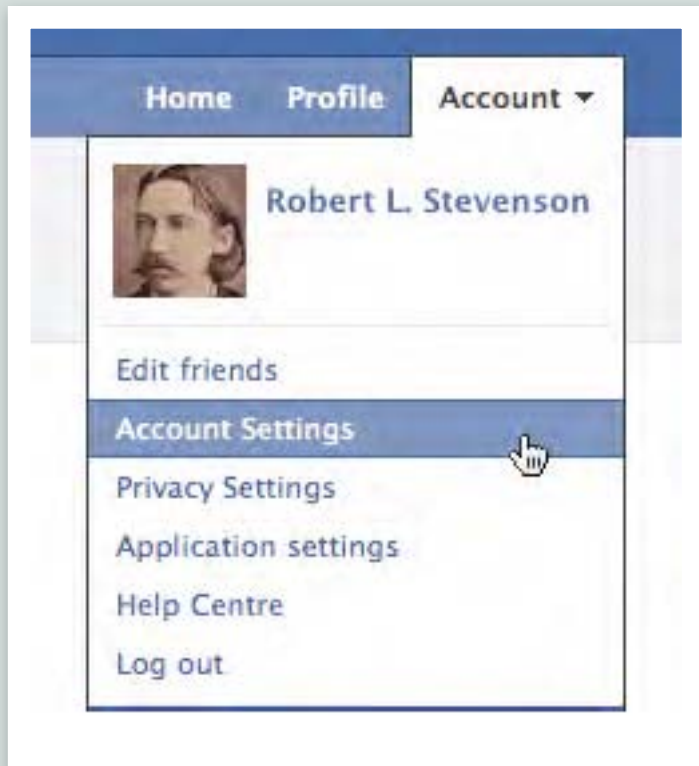 Home Profile Account
Robert L. Stevenson
Edit friends
Account Settings
Privacy Settings
Application settings
Help Centre
Log out